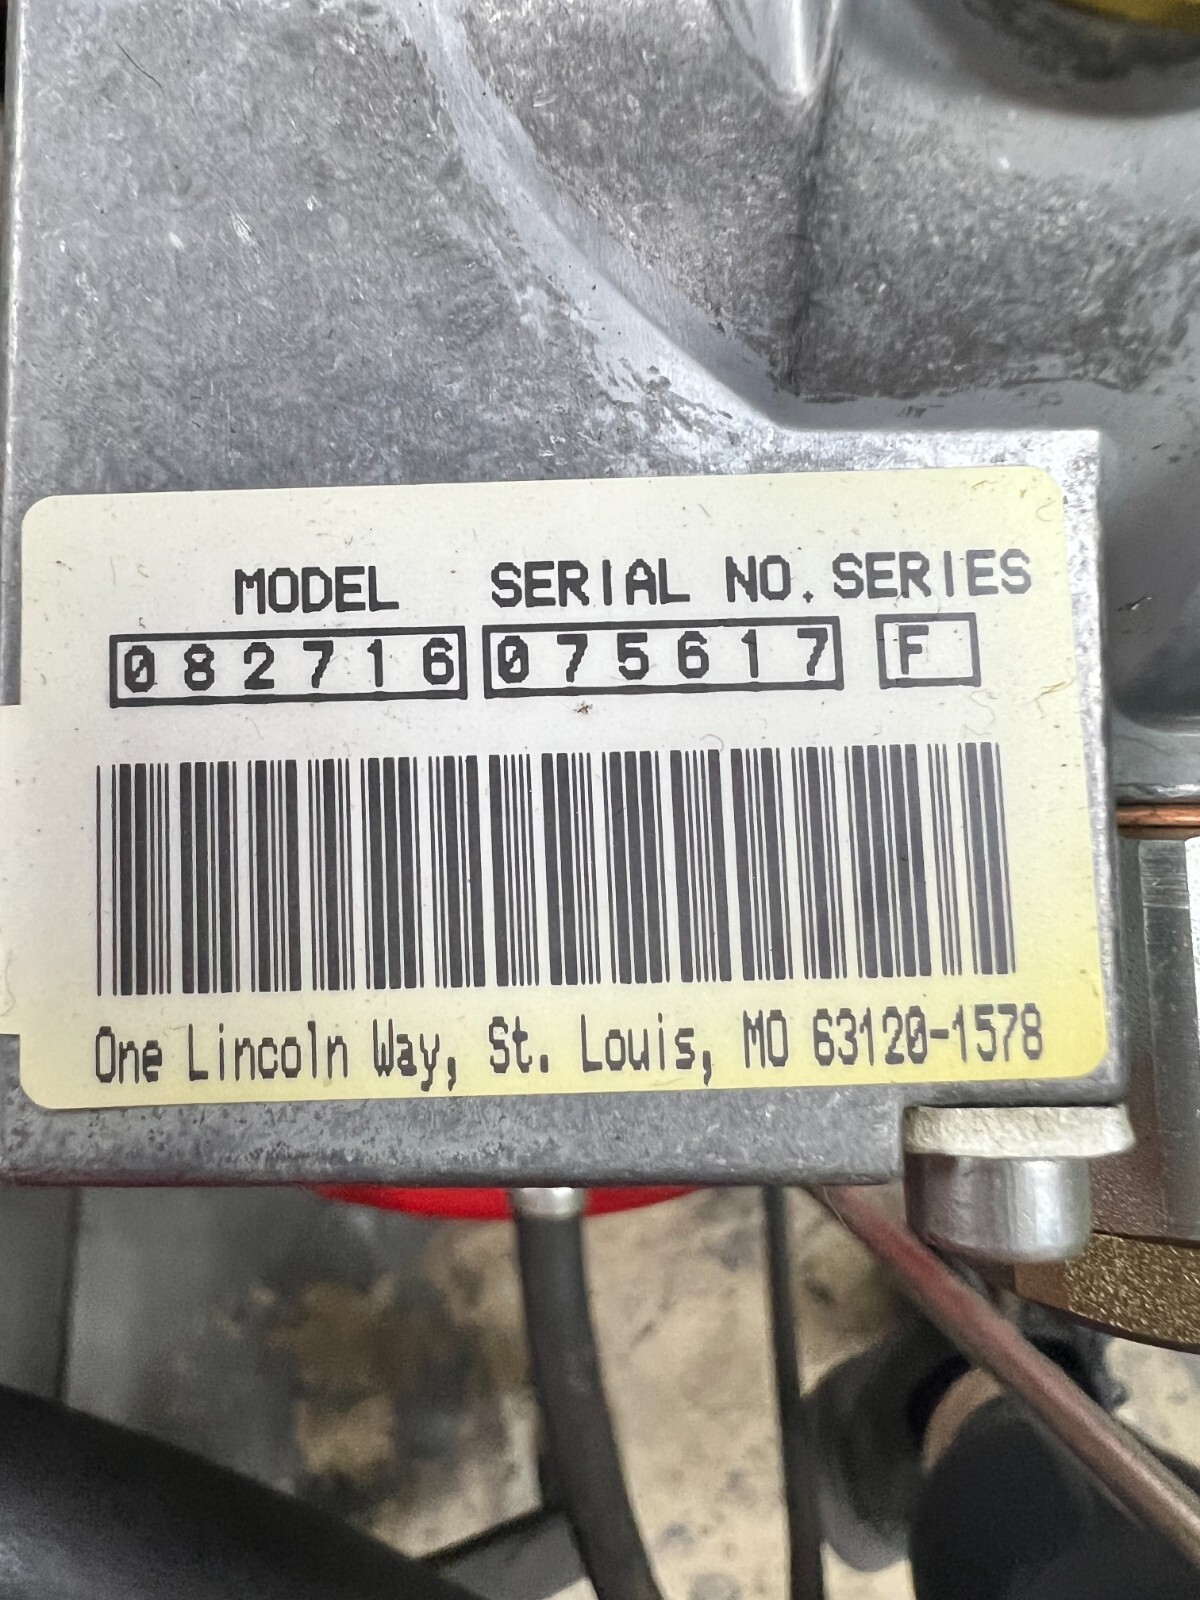 MODEL SERIAL NO. SERIES
082716 075617 F
One Lincoln Way, St. Louis, MO 63120-1578